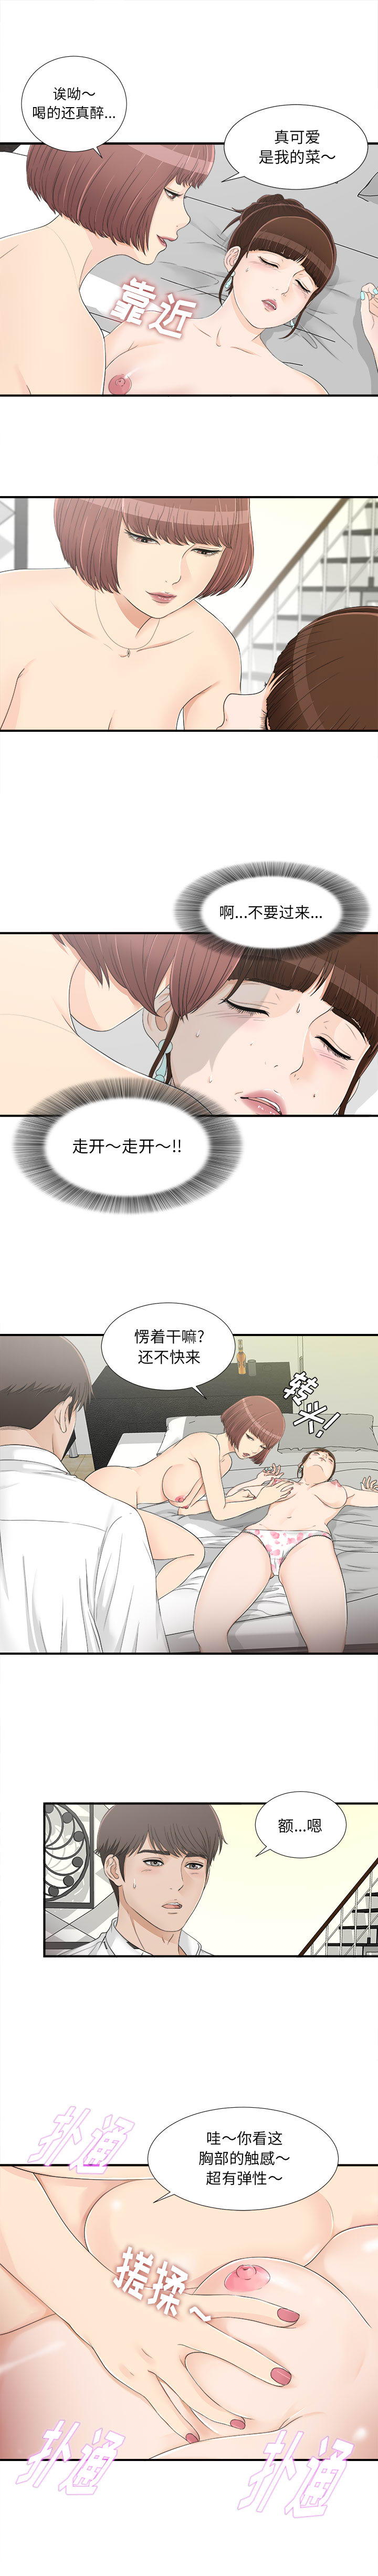 诶呦～
喝的还真醉...
真可爱
是我的菜～
靠近
啊...不要过来...
走开～走开～!!
愣着干嘛?
还不快来
转头!
额...嗯
扑通
哇～你看这
胸部的触感～
超有弹性～
搓揉～
扑通
扑通